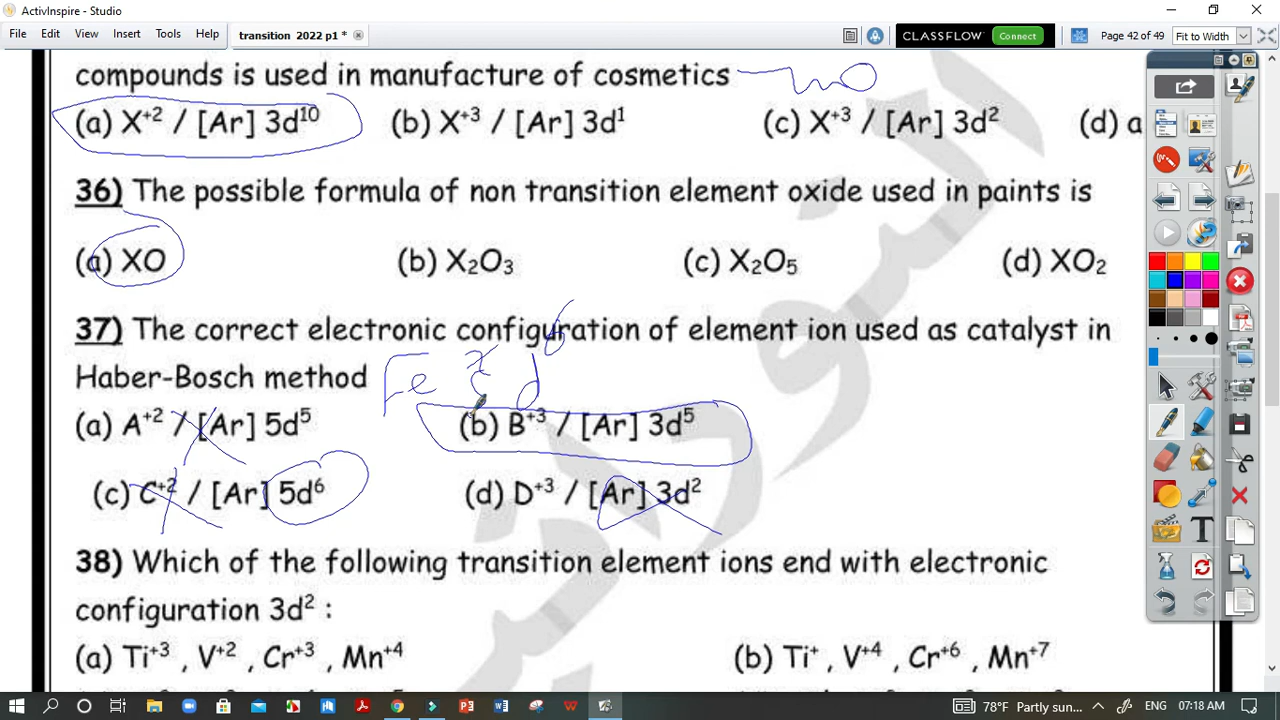 ActivInspire - Studio
File Edit View Insert Tools Help
transition 2022 p1 *
CLASSFLOW Connect
Page 42 of 49
Fit to Width
compounds is used in manufacture of cosmetics
(a) X⁺² / [Ar] 3d¹⁰ (b) X⁺³ / [Ar] 3d¹ (c) X⁺³ / [Ar] 3d² (d) a
36) The possible formula of non transition element oxide used in paints is
(a) XO (b) X₂O₃ (c) X₂O₅ (d) XO₂
37) The correct electronic configuration of element ion used as catalyst in
Haber-Bosch method
Fe
(a) A⁺² / [Ar] 5d⁵ (b) B⁺³ / [Ar] 3d⁵
(c) C⁺² / [Ar] 5d⁶ (d) D⁺³ / [Ar] 3d²
38) Which of the following transition element ions end with electronic
configuration 3d² :
(a) Ti⁺³ , V⁺² , Cr⁺³ , Mn⁺⁴ (b) Ti⁺ , V⁺⁴ , Cr⁺⁶ , Mn⁺⁷
78°F Partly sun... ENG 07:18 AM